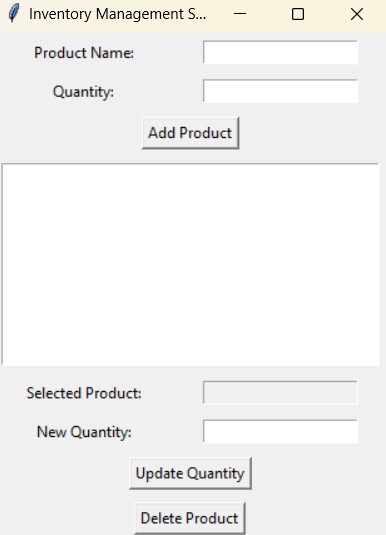 Inventory Management S...
Product Name:
Quantity:
Add Product
Selected Product:
New Quantity:
Update Quantity
Delete Product